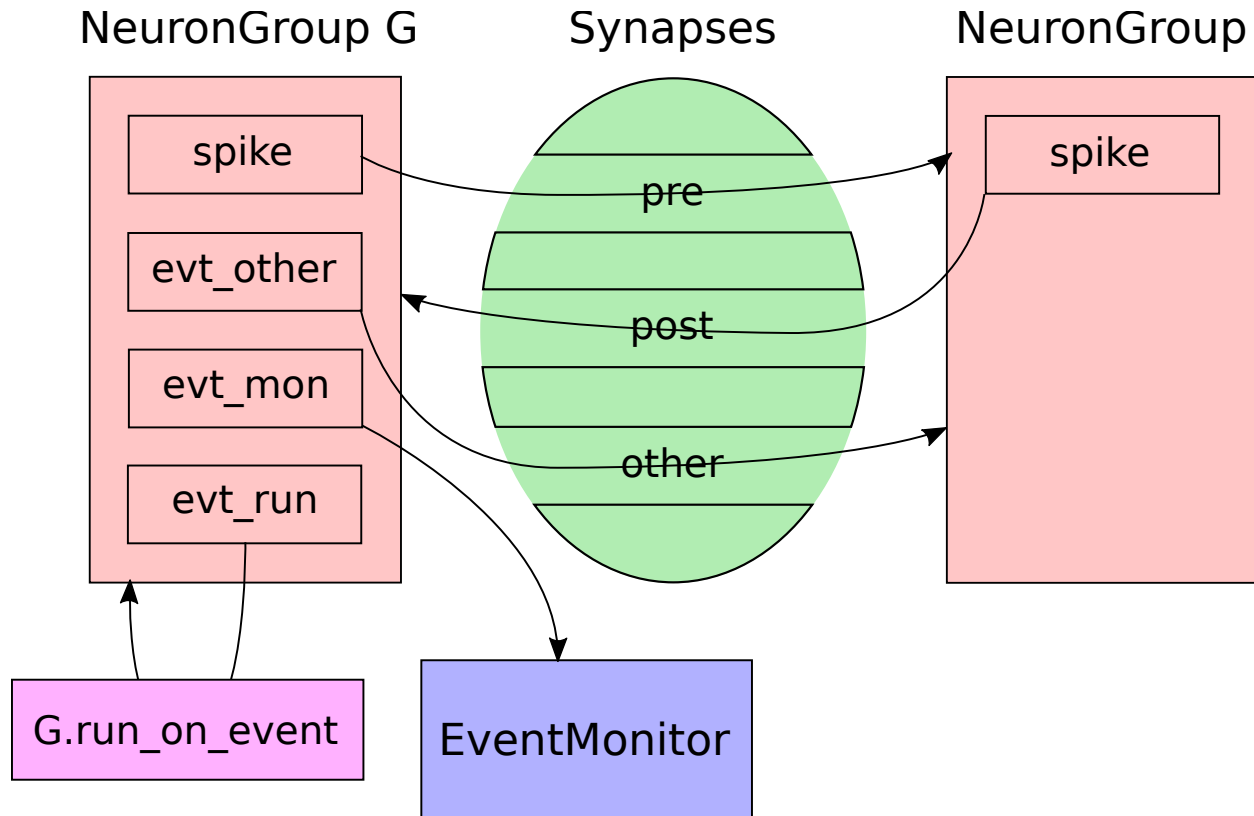 NeuronGroup G
Synapses
NeuronGroup
spike
evt_other
evt_mon
evt_run
pre
post
other
spike
G.run_on_event
EventMonitor